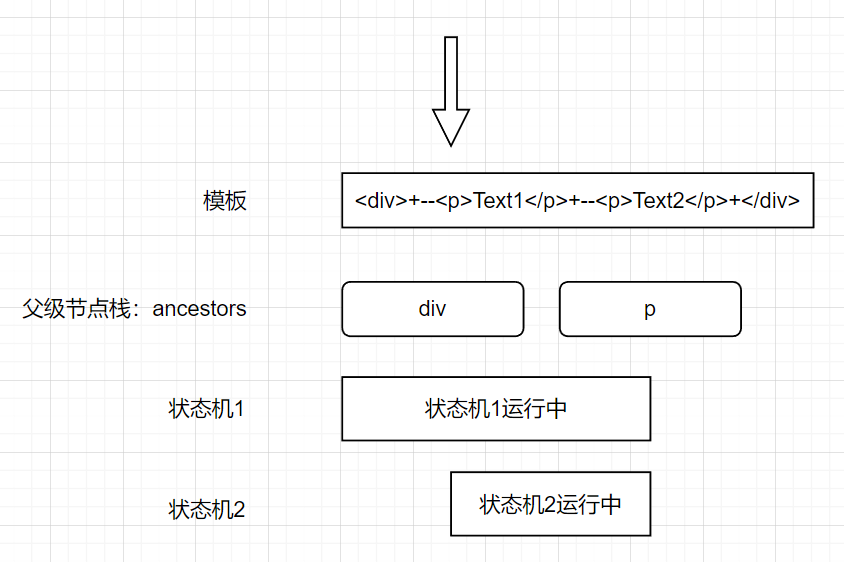 模板
<div>+--<p>Text1</p>+--<p>Text2</p>+</div>
父级节点栈：ancestors
div
p
状态机1
状态机1运行中
状态机2
状态机2运行中